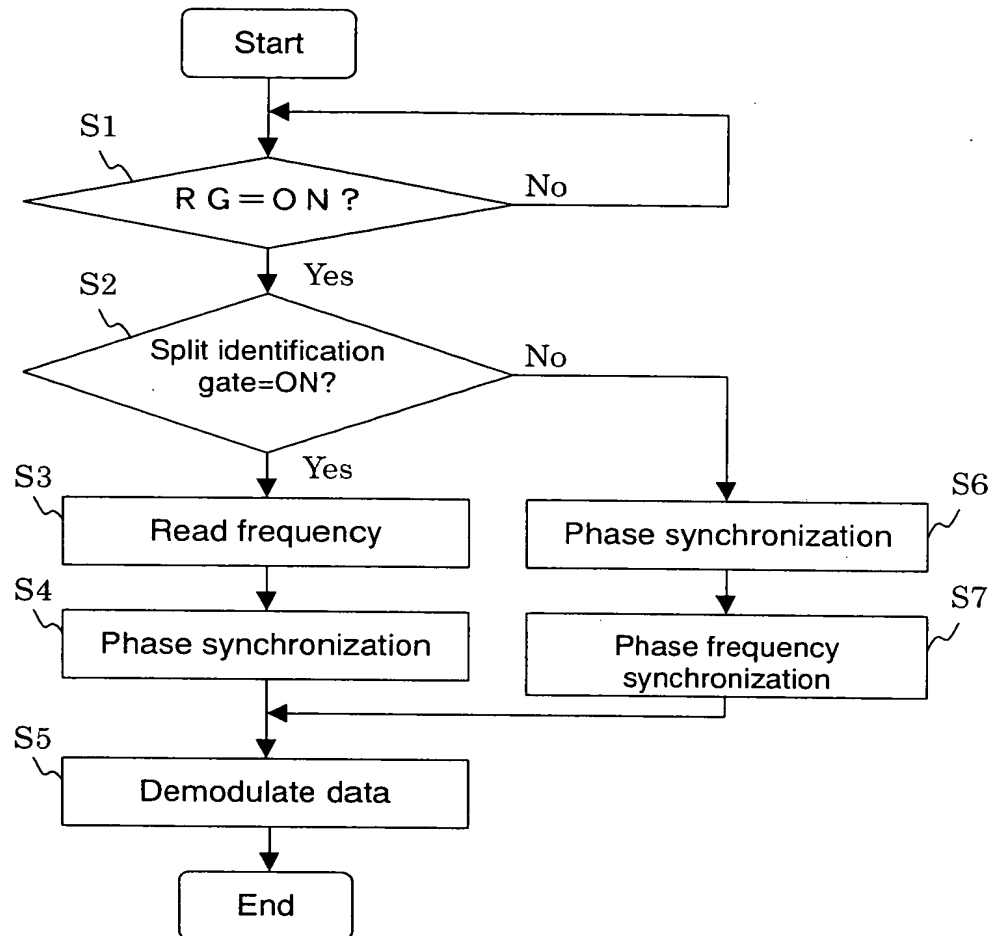 Start
S1
RG=ON?
No
Yes
S2
Split identification
gate=ON?
No
Yes
S3
Read frequency
S6
Phase synchronization
S4
Phase synchronization
S7
Phase frequency
synchronization
S5
Demodulate data
End